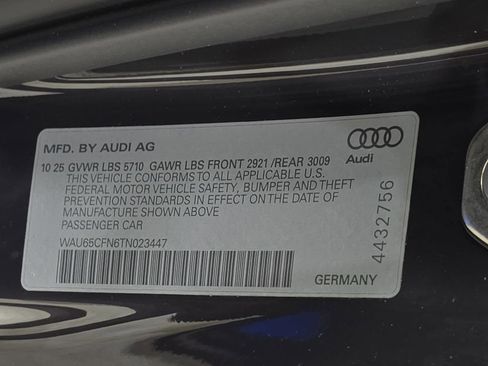 MFD. BY AUDI AG
10 25 GVWR LBS 5710 GAWR LBS FRONT 2921 /REAR 3009
THIS VEHICLE CONFORMS TO ALL APPLICABLE U.S.
FEDERAL MOTOR VEHICLE SAFETY, BUMPER AND THEFT
PREVENTION STANDARDS IN EFFECT ON THE DATE OF
MANUFACTURE SHOWN ABOVE
PASSENGER CAR
WAU65CFN6TN023447
Audi
4432756
GERMANY